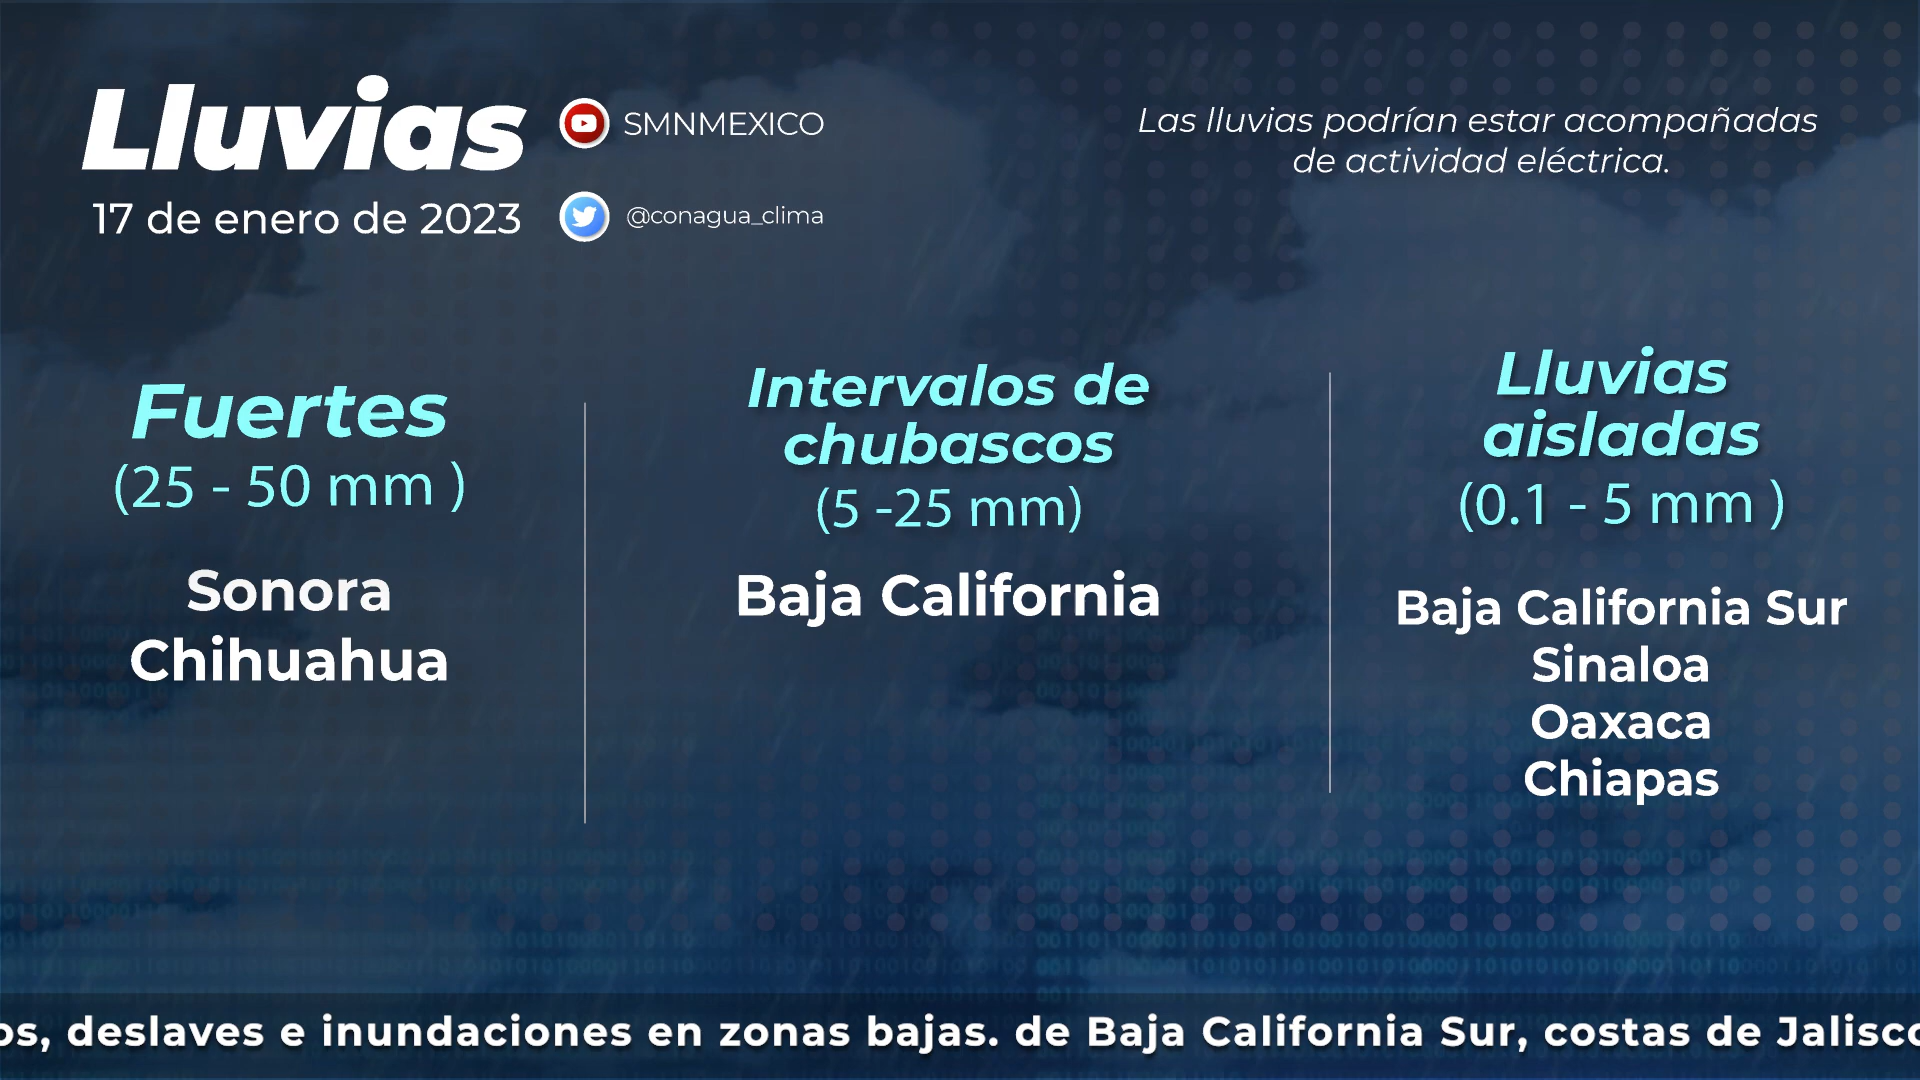 Lluvias
17 de enero de 2023
SMNMEXICO
@conagua_clima
Las lluvias podrían estar acompañadas
de actividad eléctrica.
Fuertes
(25 - 50 mm )
Sonora
Chihuahua
Intervalos de
chubascos
(5 -25 mm)
Baja California
Lluvias
aisladas
(0.1 - 5 mm )
Baja California Sur
Sinaloa
Oaxaca
Chiapas
os, deslaves e inundaciones en zonas bajas. de Baja California Sur, costas de Jalisco